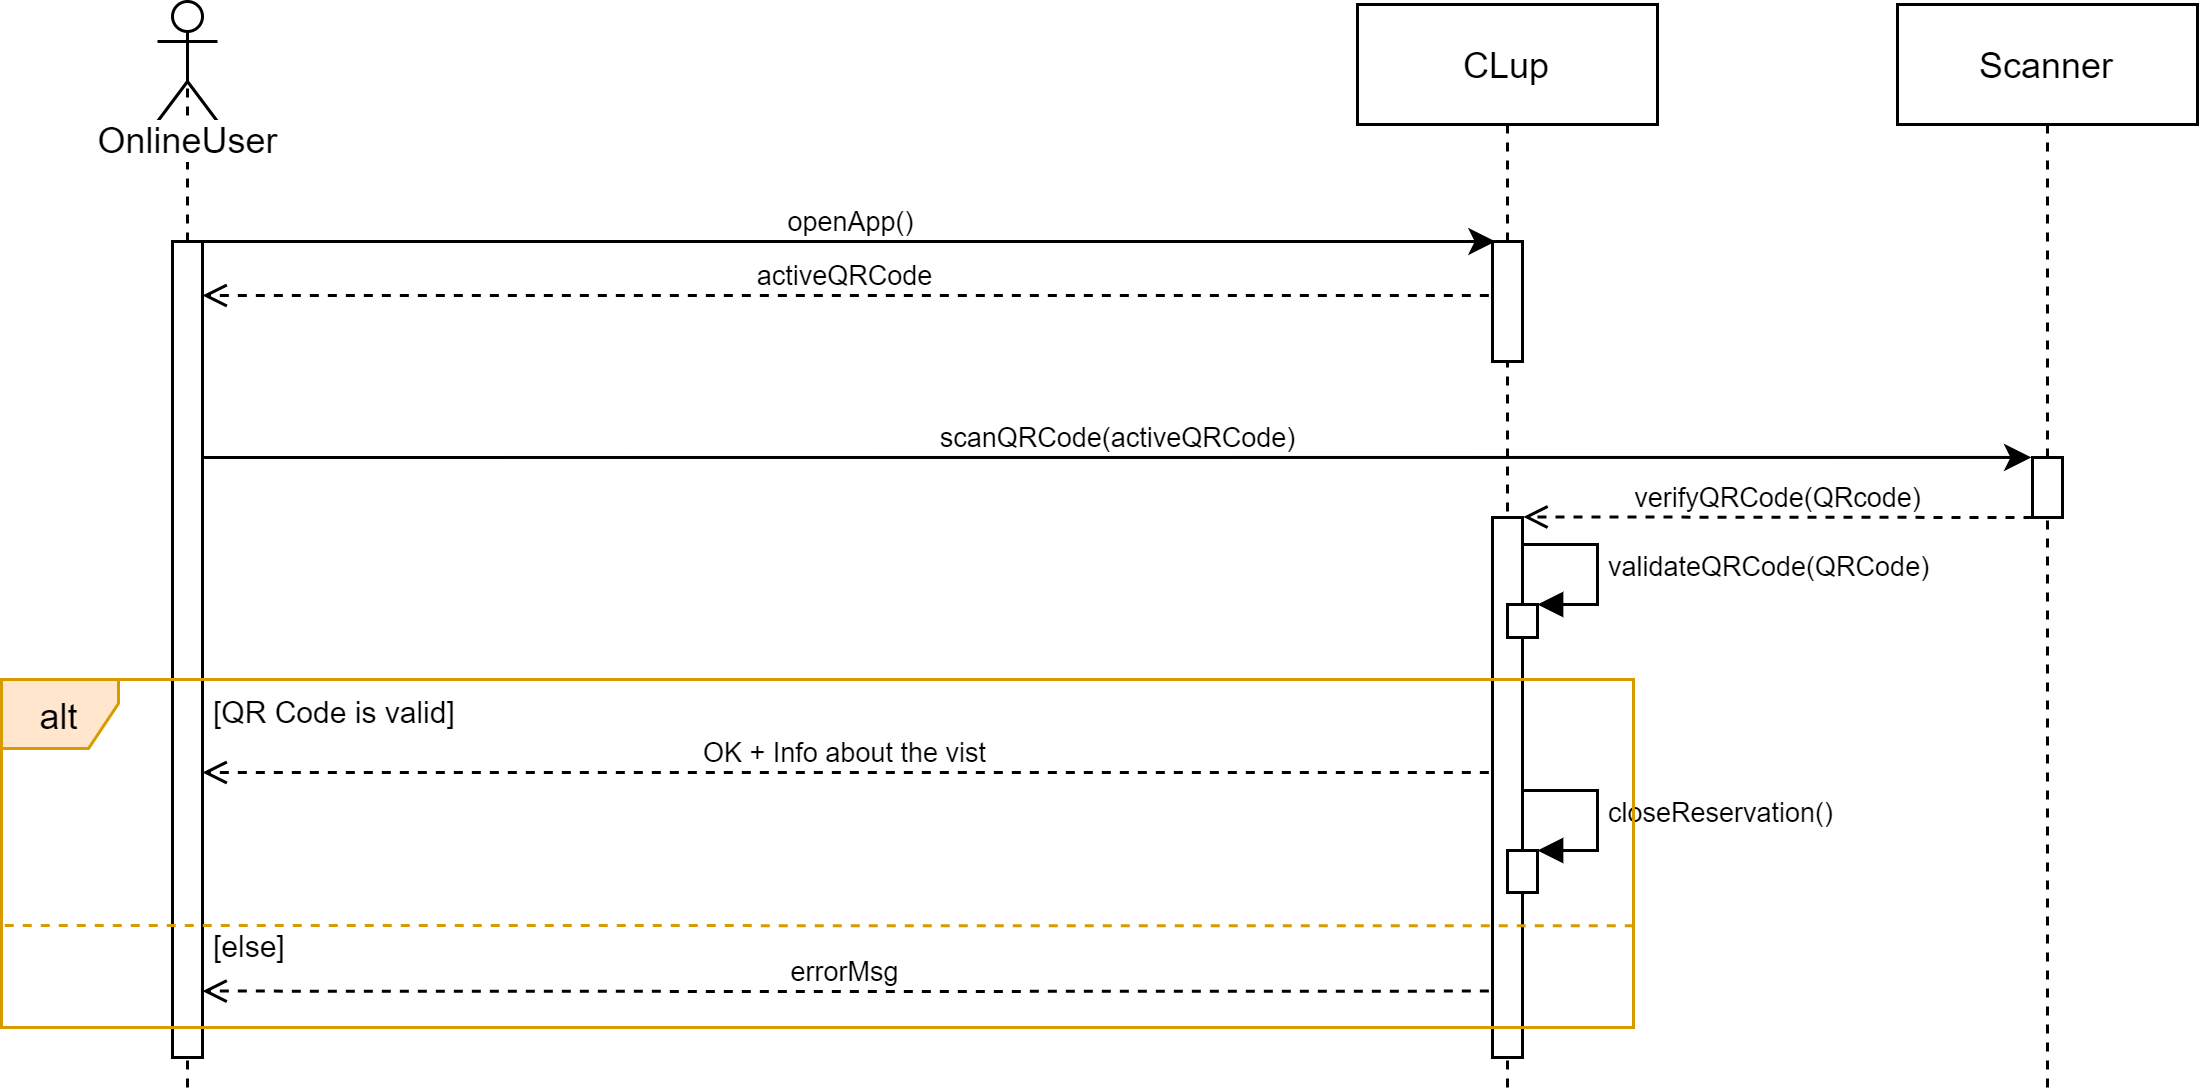 OnlineUser
CLup
Scanner
openApp()
activeQRCode
scanQRCode(activeQRCode)
verifyQRCode(QRcode)
validateQRCode(QRCode)
alt
[QR Code is valid]
OK + Info about the vist
closeReservation()
[else]
errorMsg